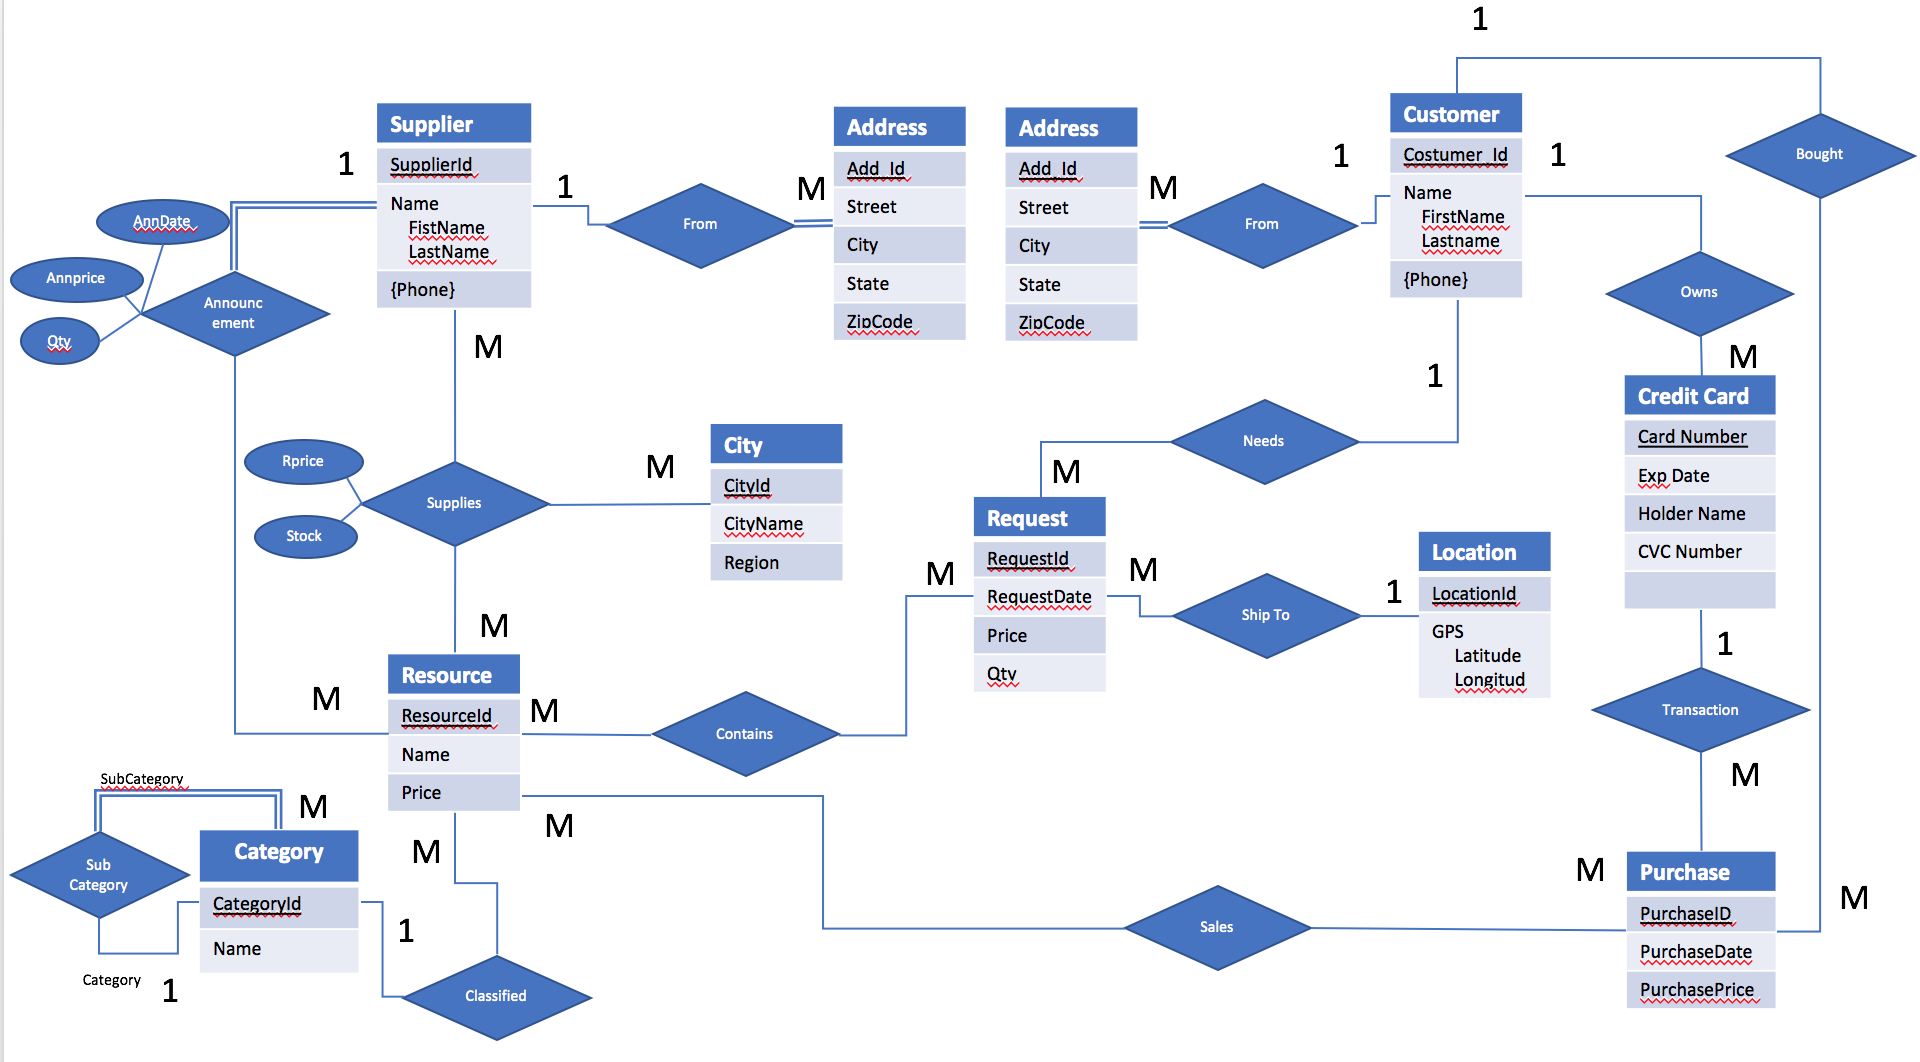 1
Supplier
SupplierId
Name
FistName
LastName
{Phone}
1
1
From
M
Address
Add_Id
Street
City
State
ZipCode
Address
Add_Id
Street
City
State
ZipCode
M
From
1
Customer
Costumer_Id
Name
FirstName
Lastname
{Phone}
1
Bought
AnnDate
Annprice
Qty
Announc
ement
Owns
M
M
1
Needs
Credit Card
Card Number
Exp Date
Holder Name
CVC Number
Rprice
Stock
Supplies
M
City
CityId
CityName
Region
M
Request
RequestId
RequestDate
Price
Qty
M
M
Ship To
1
Location
LocationId
GPS
Latitude
Longitud
1
Transaction
M
M
M
Resource
ResourceId
Name
Price
M
Contains
M
M
SubCategory
M
Sub
Category
Category
CategoryId
Name
1
Category
1
Classified
Sales
M
Purchase
PurchaseID
PurchaseDate
PurchasePrice
M